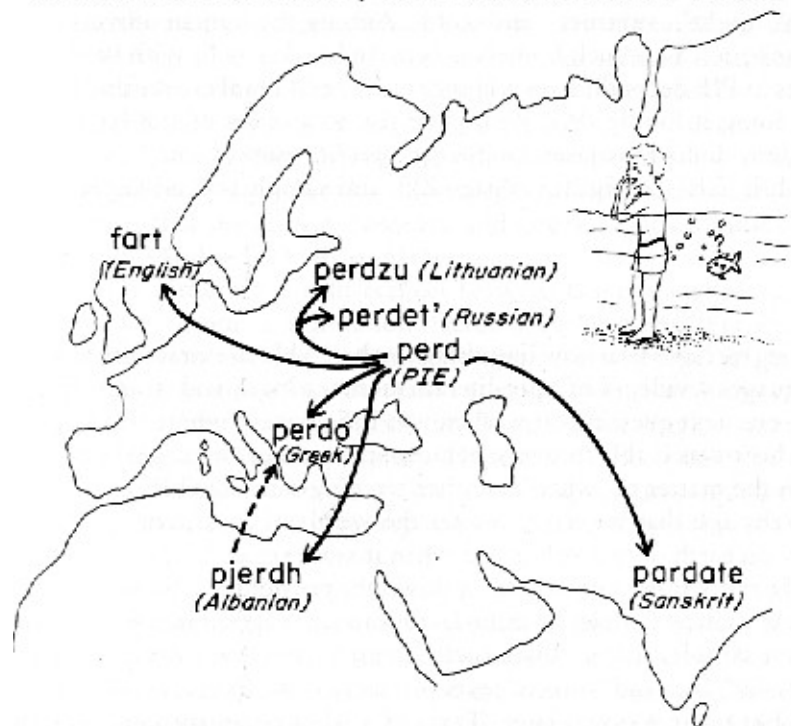 fart
(English)
perdzu (Lithuanian)
perdet' (Russian)
perd
(PIE)
perdo
(Greek)
pjerdh
(Albanian)
pardate
(Sanskrit)